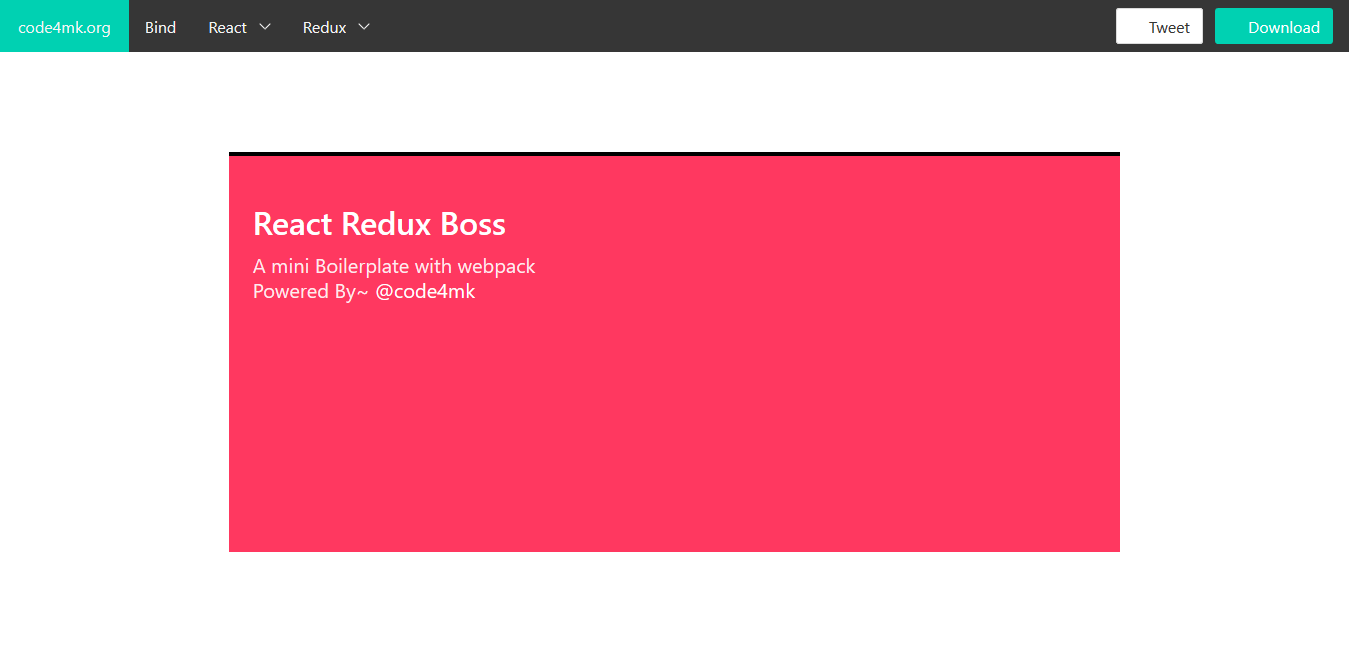 code4mk.org Bind React Redux Tweet Download
React Redux Boss
A mini Boilerplate with webpack
Powered By~ @code4mk